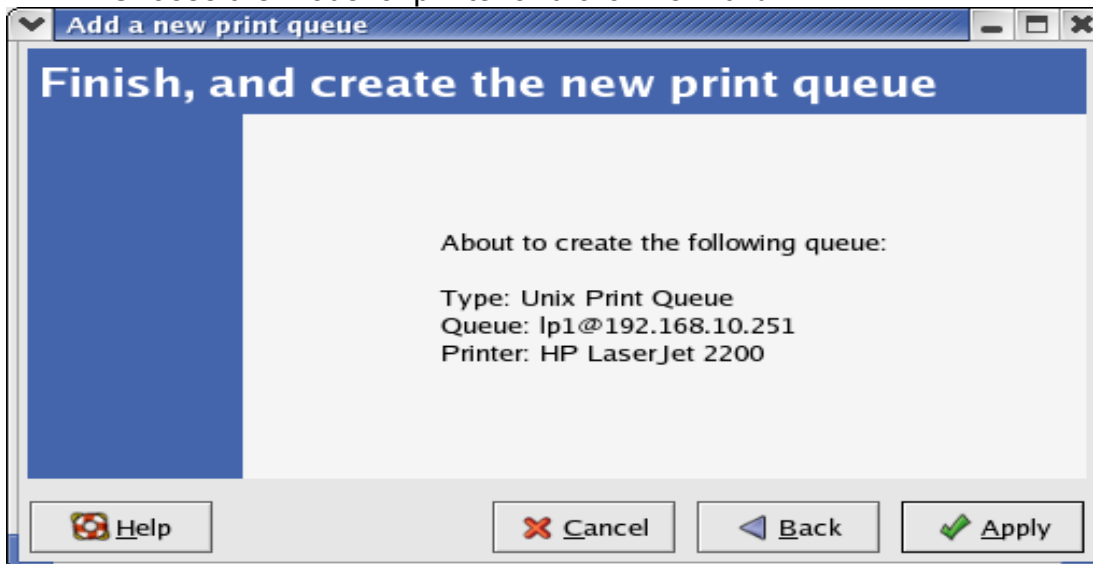 Add a new print queue
Finish, and create the new print queue
About to create the following queue:
Type: Unix Print Queue
Queue: lp1@192.168.10.251
Printer: HP LaserJet 2200
Help
Cancel
Back
Apply